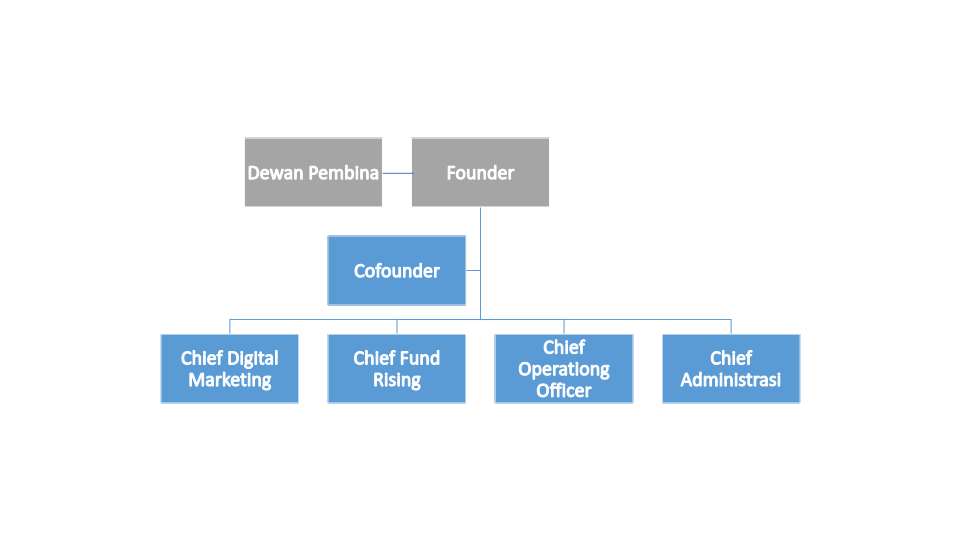 Dewan Pembina
Founder
Cofounder
Chief Digital
Marketing
Chief Fund
Rising
Chief
Operationg
Officer
Chief
Administrasi